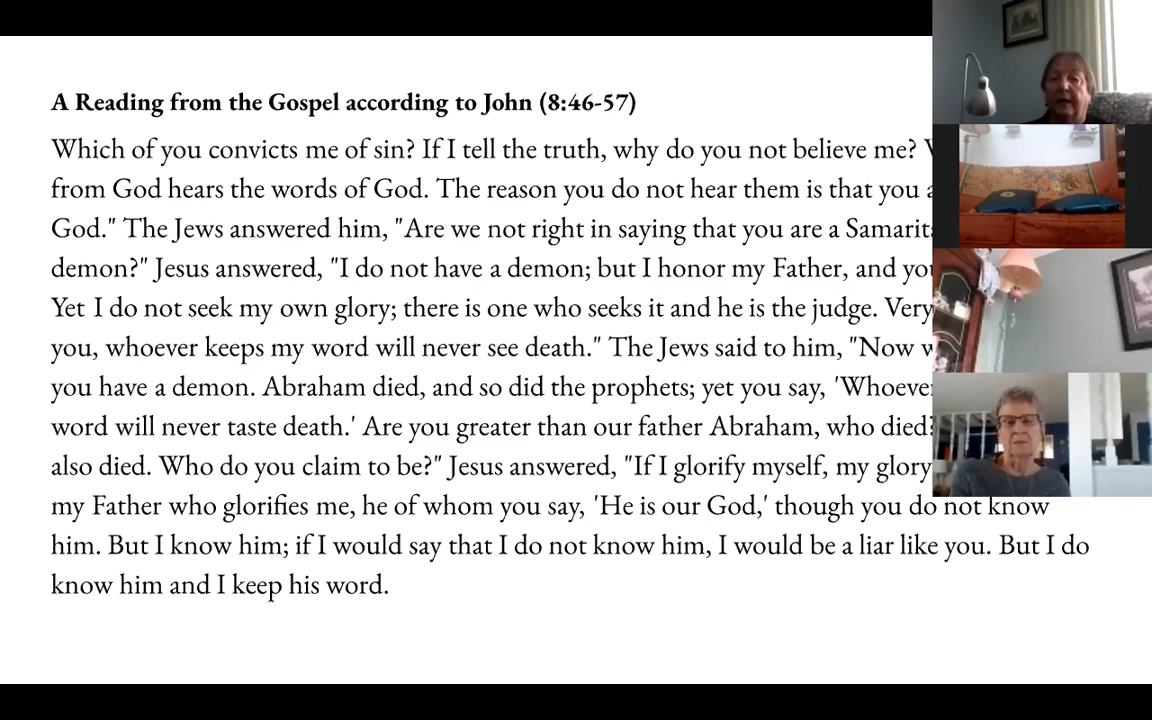 A Reading from the Gospel according to John (8:46-57)
Which of you convicts me of sin? If I tell the truth, why do you not believe me?
from God hears the words of God. The reason you do not hear them is that you
God." The Jews answered him, "Are we not right in saying that you are a
demon?" Jesus answered, "I do not have a demon; but I honor my Father, and
Yet I do not seek my own glory; there is one who seeks it and he is the judge. Very
you, whoever keeps my word will never see death." The Jews said to him, "Now
you have a demon. Abraham died, and so did the prophets; yet you say,
word will never taste death.' Are you greater than our father Abraham, who died?
also died. Who do you claim to be?" Jesus answered, "If I glorify myself, my glory
my Father who glorifies me, he of whom you say, 'He is our God,' though you do not know
him. But I know him; if I would say that I do not know him, I would be a liar like you. But I do
know him and I keep his word.